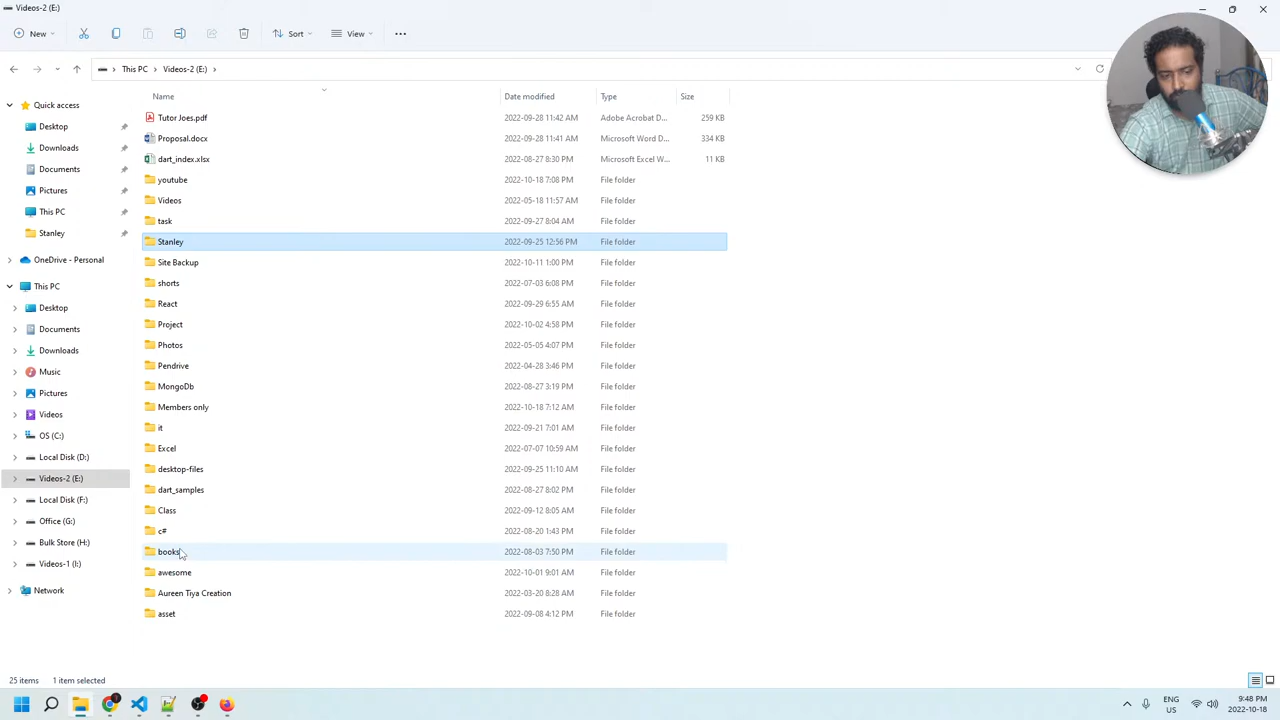 Videos-2 (E:)
New
Sort
View
This PC
Videos-2 (E:)
Name
Date modified
Type
Size
Quick access
Desktop
Downloads
Documents
Pictures
This PC
Stanley
OneDrive - Personal
This PC
Desktop
Documents
Downloads
Music
Pictures
Videos
OS (C:)
Local Disk (D:)
Videos-2 (E:)
Local Disk (F:)
Office (G:)
Bulk Store (H:)
Videos-1 (I:)
Network
Tutor Joes.pdf 2022-09-28 11:42 AM Adobe Acrobat D... 259 KB
Proposal.docx 2022-09-28 11:41 AM Microsoft Word D... 334 KB
dart_index.xlsx 2022-08-27 8:30 PM Microsoft Excel W... 11 KB
youtube 2022-10-18 7:08 PM File folder
Videos 2022-05-18 11:57 AM File folder
task 2022-09-27 8:04 AM File folder
Stanley 2022-09-25 12:56 PM File folder
Site Backup 2022-10-11 1:00 PM File folder
shorts 2022-07-03 6:08 PM File folder
React 2022-09-29 6:55 AM File folder
Project 2022-10-02 4:58 PM File folder
Photos 2022-05-05 4:07 PM File folder
Pendrive 2022-04-28 3:46 PM File folder
MongoDb 2022-08-27 3:19 PM File folder
Members only 2022-10-18 7:12 AM File folder
it 2022-09-21 7:01 AM File folder
Excel 2022-07-07 10:59 AM File folder
desktop-files 2022-09-25 11:10 AM File folder
dart_samples 2022-08-27 8:02 PM File folder
Class 2022-09-12 8:05 AM File folder
c# 2022-08-20 1:43 PM File folder
books 2022-08-03 7:50 PM File folder
awesome 2022-10-01 9:01 AM File folder
Aureen Tiya Creation 2022-03-20 8:28 AM File folder
asset 2022-09-08 4:12 PM File folder
25 items
1 item selected
ENG
US
9:48 PM
2022-10-18